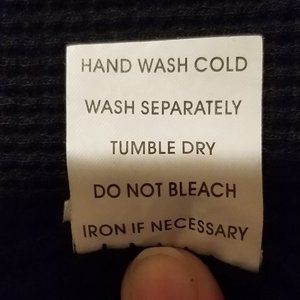 HAND WASH COLD
WASH SEPARATELY
TUMBLE DRY
DO NOT BLEACH
IRON IF NECESSARY